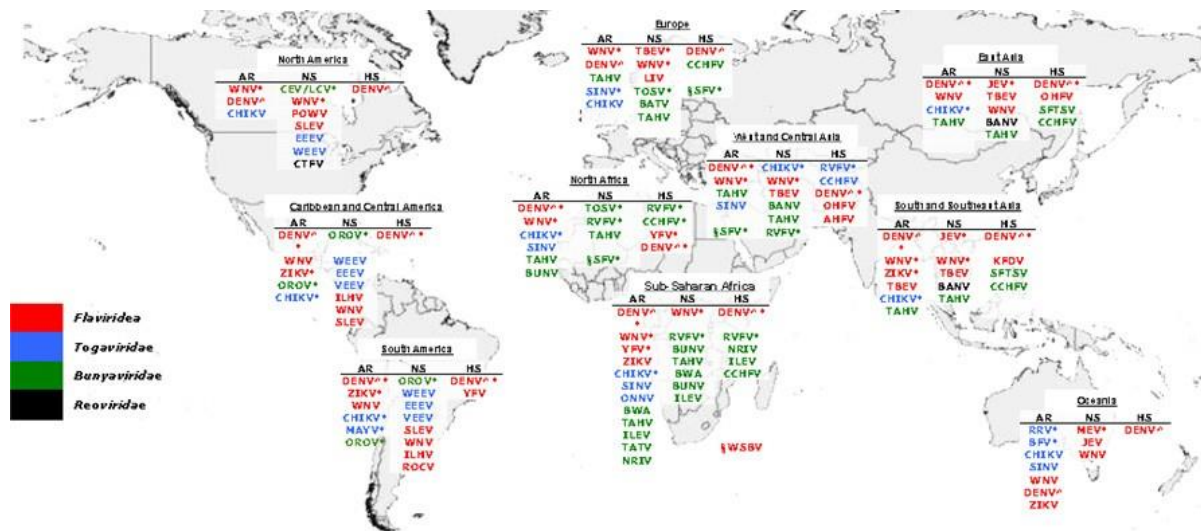 North America
AR NS HS
WNV* CEV/LCV* DENV^
DENV^ WNV* *
CHIKV POWV
SLEV
EEEV
WEEV
CTFV
Europe
AR NS HS
WNV* TBEV* DENV^
DENV^ WNV* CCHFV
TAHV LIV
SINV* TOSV* §SFV*
CHIKV BATV
TAHV
East Asia
AR NS HS
DENV^* JEV* DENV^*
WNV TBEV OHFV
CHIKV* WNV SFTSV
TAHV BANV CCHFV
TAHV
West and Central Asia
AR NS HS
DENV^* CHIKV* RVFV*
WNV* WNV* CCHFV
TAHV TBEV DENV^*
SINV BANV OHFV
TAHV AHFV
§SFV* RVFV*
North Africa
AR NS HS
DENV^* TOSV* RVFV*
WNV* RVFV* CCHFV*
CHIKV* TAHV YFV*
SINV DENV^*
TAHV §SFV*
BUNV
Caribbean and Central America
AR NS HS
DENV^ OROV* DENV^*
*
WNV WEEV
ZIKV* EEEV
OROV* VEEV
CHIKV* ILHV
WNV
SLEV
South and Southeast Asia
AR NS HS
DENV JEV* DENV^
*
WNV* WNV* KFDV
ZIKV* TBEV SFTSV
TBEV BANV CCHFV
CHIKV* TAHV
TAHV
Sub-Saharan Africa
AR NS HS
DENV WNV* DENV^*
*
WNV* RVFV* RVFV*
YFV* BUNV NRIV
ZIKV TAHV ILEV
CHIKV* BWA CCHFV
SINV BUNV
ONNV ILEV
BWA
TAHV
ILEV
TATV
NRIV
§WSBV
South America
AR NS HS
DENV^* OROV* DENV^*
ZIKV* WEEV YFV
WNV EEEV
CHIKV* VEEV
MAYV* SLEV
OROV* WNV
ILHV
ROCV
Oceania
AR NS HS
RRV* MEV* DENV^
BFV* JEV
CHIKV WNV
SINV
WNV
DENV^
ZIKV
Flaviridea
Togaviridae
Bunyaviridae
Reoviridae